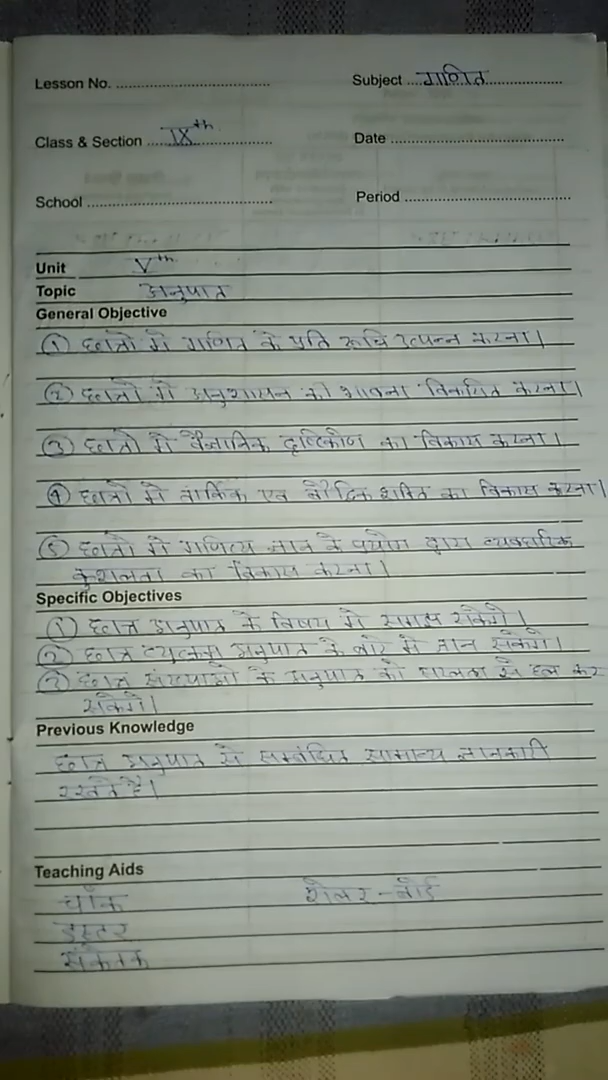 Lesson No. ........................................ Subject ....गणित....................
Class & Section ....IXth.................... Date ........................................
School ........................................ Period ........................................
Unit Vth
Topic अनुपात
General Objective
① छात्रों में गणित के प्रति रूचि उत्पन्न करना।
② छात्रों में अनुशासन की भावना विकसित करना।
③ छात्रों में वैज्ञानिक दृष्टिकोण का विकास करना।
④ छात्रों में तार्किक एवं बौद्धिक शक्ति का विकास करना।
⑤ छात्रों में गणित्य ज्ञान के प्रयोग द्वारा व्यवहारिक
कुशलता का विकास करना।
Specific Objectives
① छात्र अनुपात के विषय में समझ सकेंगे।
② छात्र अनुपात के बारे में जान सकेंगे।
③ छात्र संख्याओं के अनुपात को सरलता से हल कर
सकेंगे।
Previous Knowledge
छात्र अनुपात से सम्बंधित सामान्य जानकारी
रखते हैं।
Teaching Aids
चॉक रोलर-बोर्ड
डस्टर
संकेतक